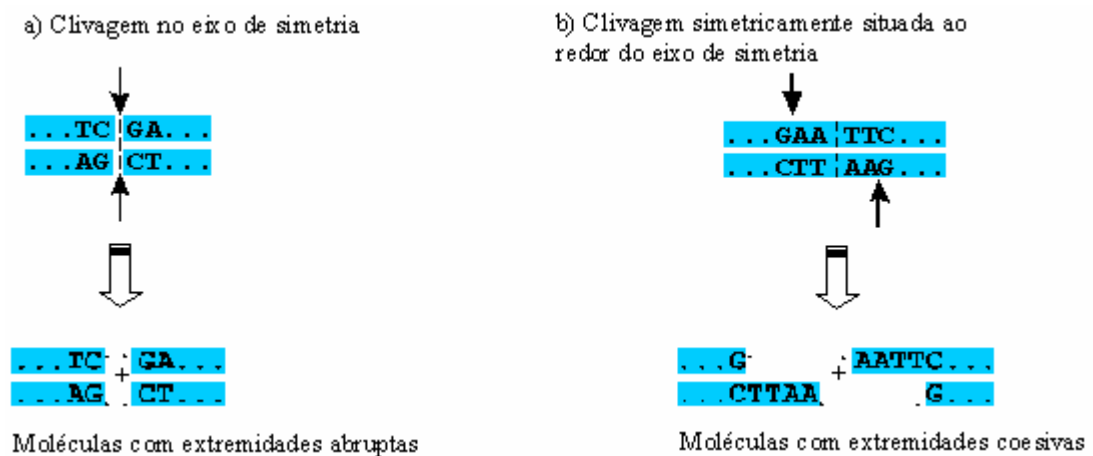 a) Clivagem no eixo de simetria
...TC GA...
...AG CT...
...TC + GA...
...AG CT...
Moléculas com extremidades abruptas
b) Clivagem simetricamente situada ao
redor do eixo de simetria
...GAA TTC...
...CTT AAG...
...G + AATTC...
...CTTAA G...
Moléculas com extremidades coesivas